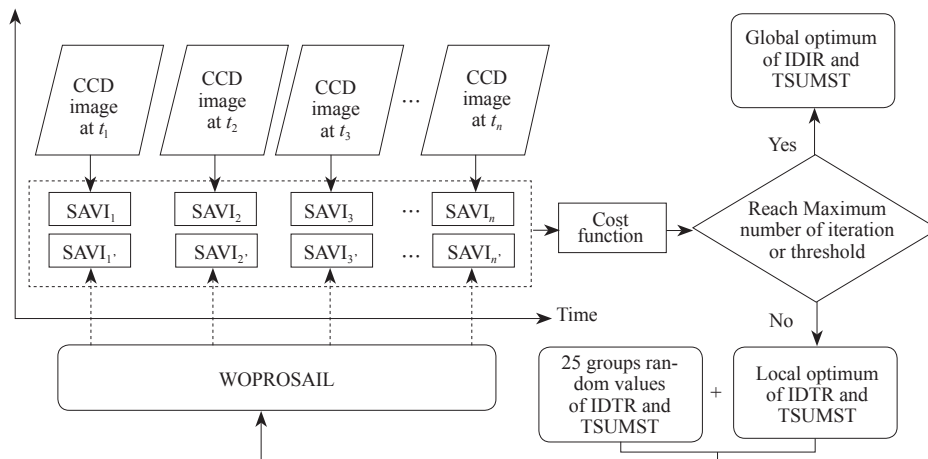 CCD
image
at t1
CCD
image
at t2
CCD
image
at t3
...
CCD
image
at tn
SAVI1
SAVI2
SAVI3
...
SAVIn
SAVI1'
SAVI2'
SAVI3'
...
SAVIn'
Time
WOPROSAIL
Cost
function
Global optimum
of IDIR and
TSUMST
Yes
Reach Maximum
number of iteration
or threshold
No
25 groups ran-
dom values
of IDTR and
TSUMST
+
Local optimum
of IDTR and
TSUMST